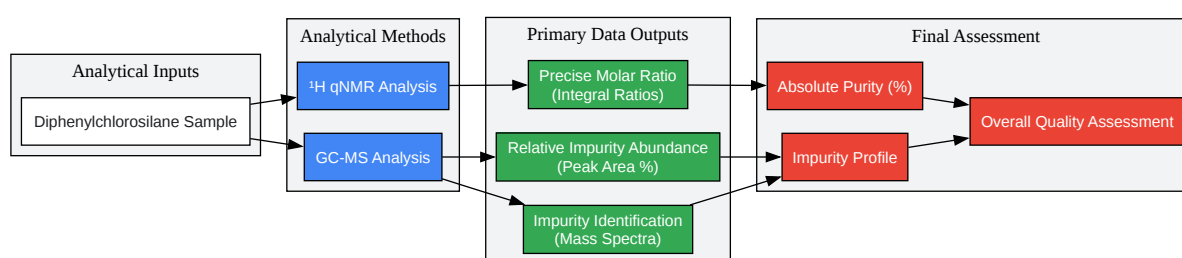 Analytical Inputs
Diphenylchlorosilane Sample
Analytical Methods
¹H qNMR Analysis
GC-MS Analysis
Primary Data Outputs
Precise Molar Ratio
(Integral Ratios)
Relative Impurity Abundance
(Peak Area %)
Impurity Identification
(Mass Spectra)
Final Assessment
Absolute Purity (%)
Impurity Profile
Overall Quality Assessment